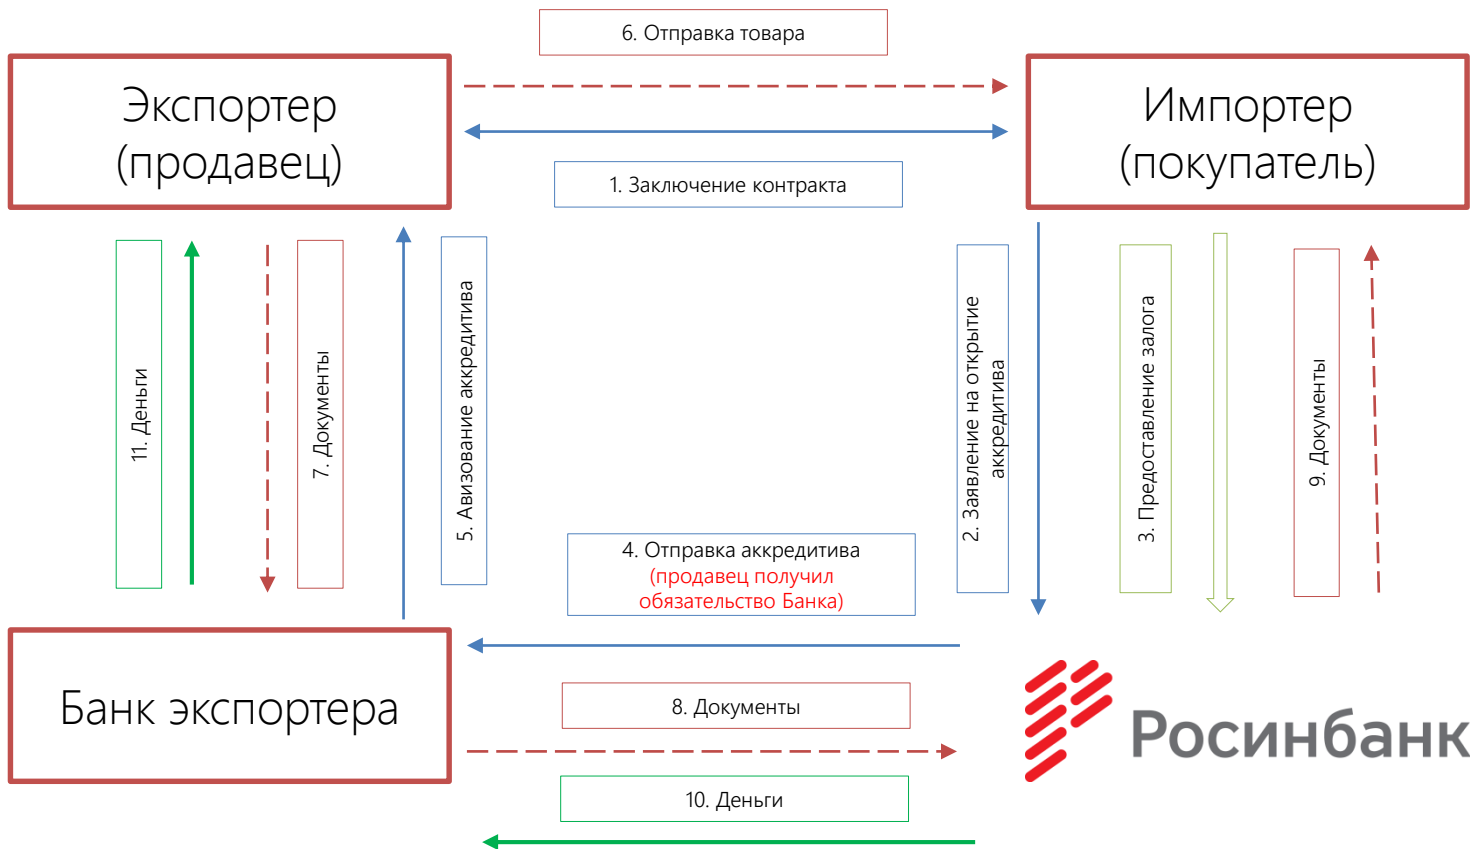 6. Отправка товара
Экспортер
(продавец)
Импортер
(покупатель)
1. Заключение контракта
11. Деньги
7. Документы
5. Авизование аккредитива
2. Заявление на открытие
аккредитива
3. Предоставление залога
9. Документы
4. Отправка аккредитива
(продавец получил
обязательство Банка)
Банк экспортера
8. Документы
Росинбанк
10. Деньги